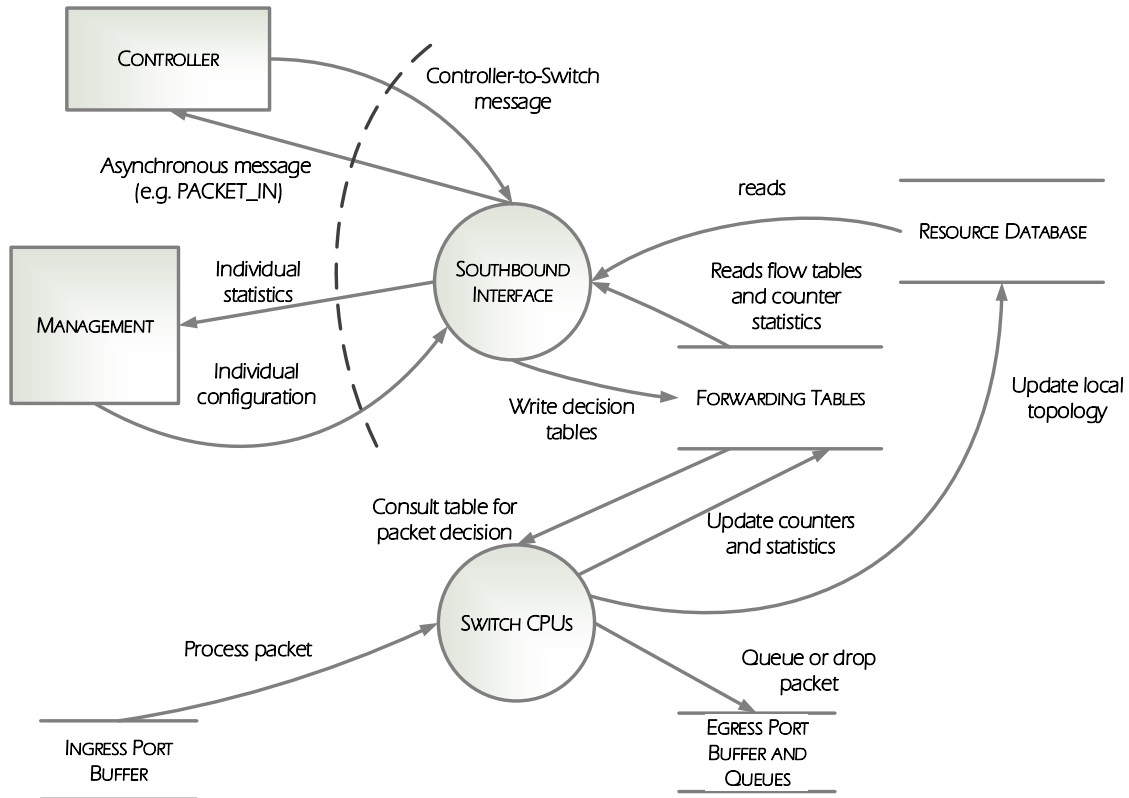 CONTROLLER
Controller-to-Switch
message
Asynchronous message
(e.g. PACKET_IN)
reads
RESOURCE DATABASE
SOUTHBOUND
INTERFACE
Individual
statistics
Reads flow tables
and counter
statistics
MANAGEMENT
Individual
configuration
Write decision
tables
FORWARDING TABLES
Update local
topology
Consult table for
packet decision
Update counters
and statistics
SWITCH CPUS
Process packet
Queue or drop
packet
INGRESS PORT
BUFFER
EGRESS PORT
BUFFER AND
QUEUES